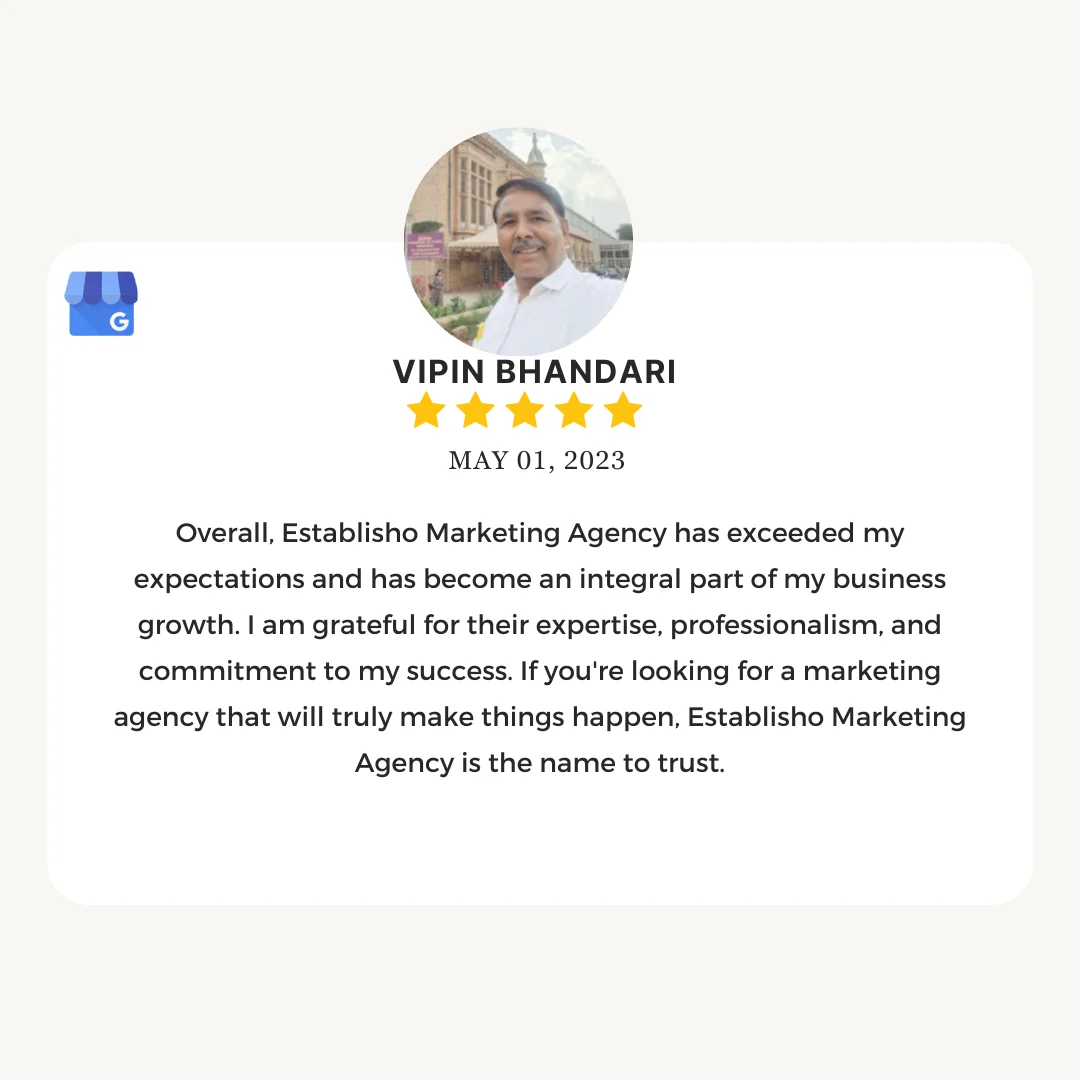 VIPIN BHANDARI
MAY 01, 2023
Overall, Establisho Marketing Agency has exceeded my
expectations and has become an integral part of my business
growth. I am grateful for their expertise, professionalism, and
commitment to my success. If you're looking for a marketing
agency that will truly make things happen, Establisho Marketing
Agency is the name to trust.
G